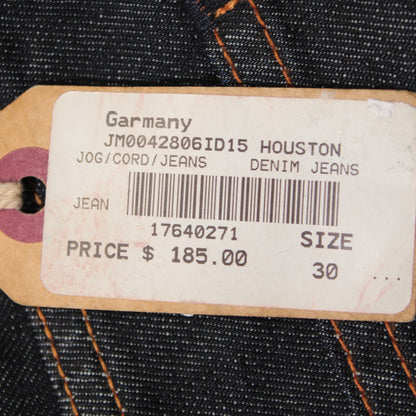 Garmany
JM0042806ID15 HOUSTON
JOG/CORD/JEANS DENIM JEANS
JEAN
17640271
SIZE
PRICE $ 185.00
30 ...